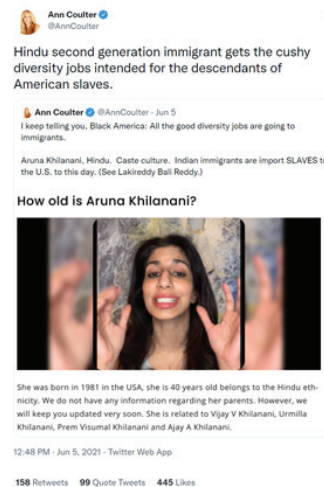 Ann Coulter
@AnnCoulter
Hindu second generation immigrant gets the cushy
diversity jobs intended for the descendants of
American slaves.
Ann Coulter @AnnCoulter · Jun 5
I keep telling you, Black America: All the good diversity jobs are going to
immigrants.
Aruna Khilanani, Hindu. Caste culture. Indian immigrants are import SLAVES t
the U.S. to this day. (See Lakireddy Bali Reddy.)
How old is Aruna Khilanani?
She was born in 1981 in the USA, she is 40 years old belongs to the Hindu eth-
nicity. We do not have any information regarding her parents. However, we
will keep you updated very soon. She is related to Vijay V Khilanani, Urmilla
Khilanani, Prem Visumal Khilanani and Ajay A Khilanani.
12:48 PM · Jun 5, 2021 · Twitter Web App
158 Retweets 99 Quote Tweets 445 Likes